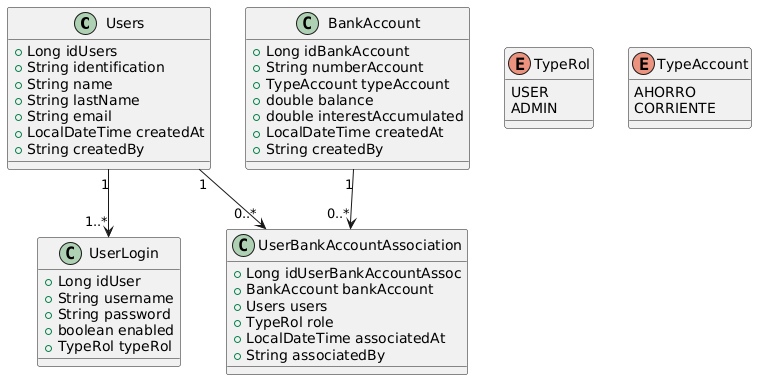 C Users
+ Long idUsers
+ String identification
+ String name
+ String lastName
+ String email
+ LocalDateTime createdAt
+ String createdBy
C BankAccount
+ Long idBankAccount
+ String numberAccount
+ TypeAccount typeAccount
+ double balance
+ double interestAccumulated
+ LocalDateTime createdAt
+ String createdBy
E TypeRol
USER
ADMIN
E TypeAccount
AHORRO
CORRIENTE
1
1
1
1..*
0..*
0..*
C UserLogin
+ Long idUser
+ String username
+ String password
+ boolean enabled
+ TypeRol typeRol
C UserBankAccountAssociation
+ Long idUserBankAccountAssoc
+ BankAccount bankAccount
+ Users users
+ TypeRol role
+ LocalDateTime associatedAt
+ String associatedBy